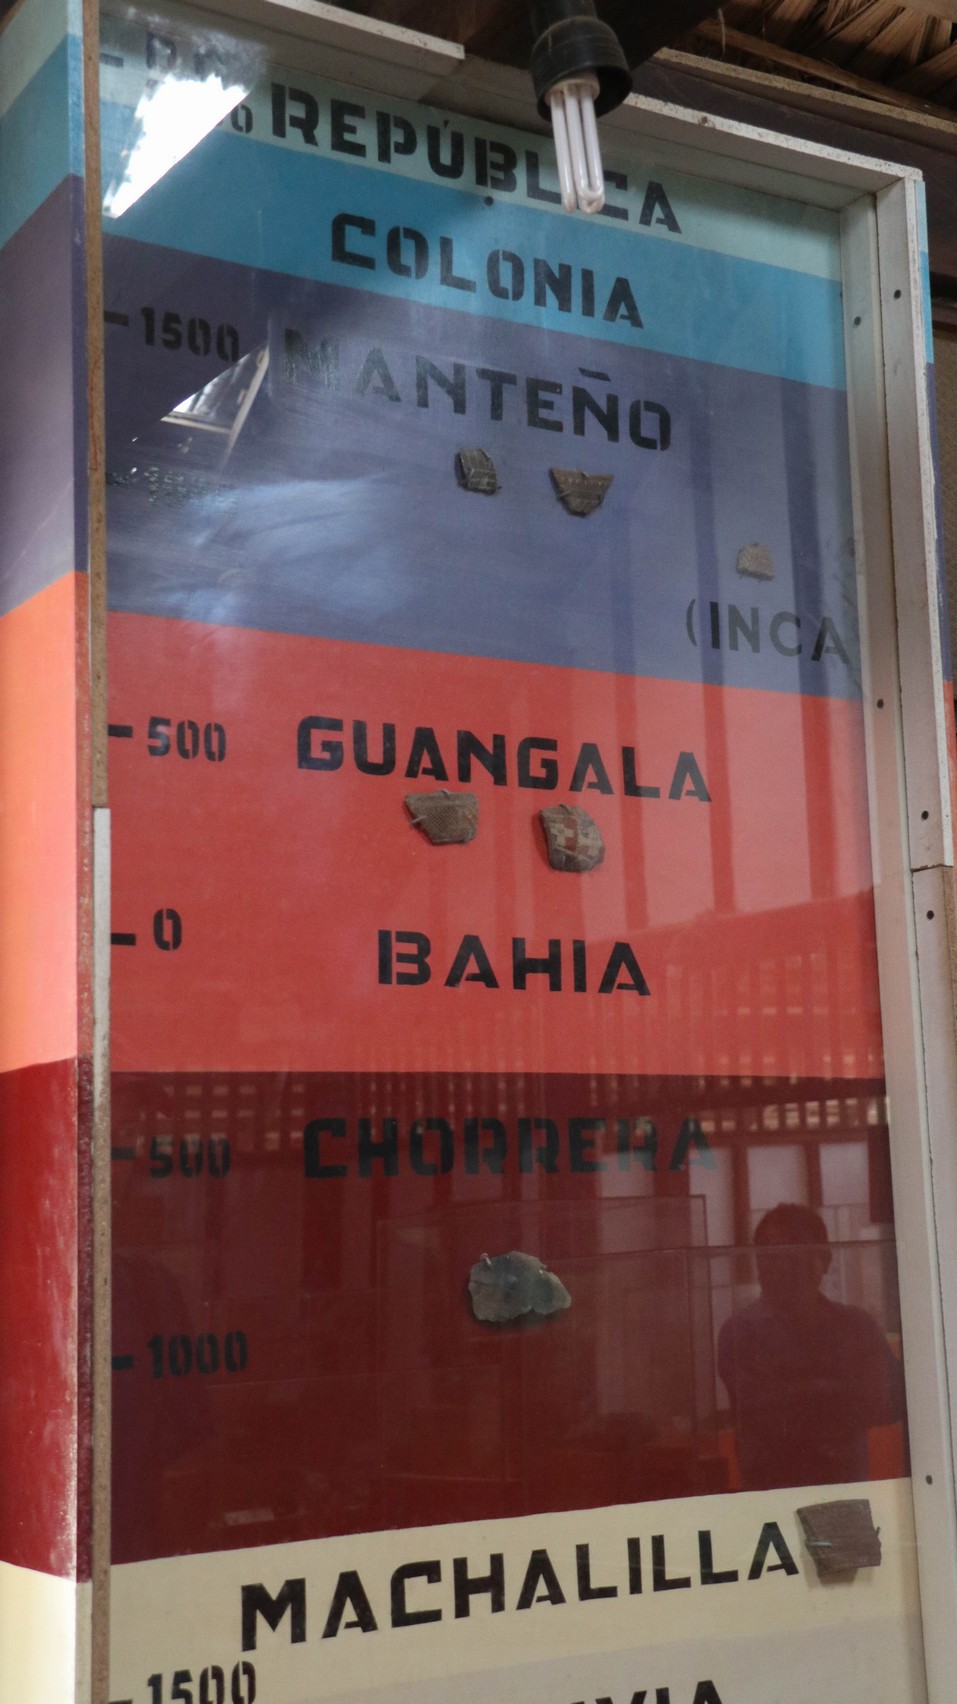 REPÚBLICA
COLONIA
- 1500 MANTEÑO
(INCA
- 500 GUANGALA
- 0 BAHIA
- 500 CHORRERA
- 1000
MACHALILLA
- 1500